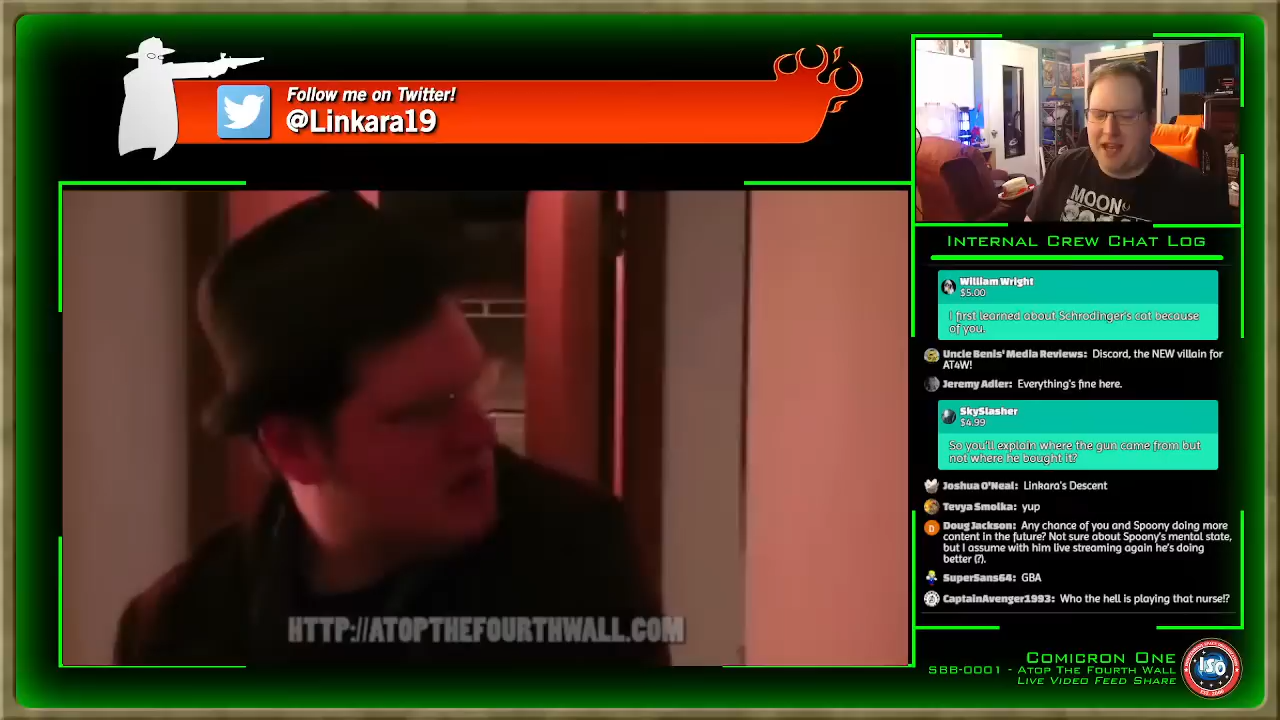 Follow me on Twitter!
@Linkara19
MOON
HTTP://ATOPTHEFOURTHWALL.COM
Internal Crew Chat Log
William Wright
$5.00
I first learned about Schrodinger's cat because
of you.
Uncle Benis' Media Reviews: Discord, the NEW villain for
AT4W!
Jeremy Adler: Everything's fine here.
SkySlasher
$4.99
So you'll explain where the gun came from but
not where he bought it?
Joshua O'Neal: Linkara's Descent
Tevya Smolka: yup
D
Doug Jackson: Any chance of you and Spoony doing more
content in the future? Not sure about Spoony's mental state,
but I assume with him live streaming again he's doing
better (?).
SuperSans64: GBA
CaptainAvenger1993: Who the hell is playing that nurse!?
Comicron One
SBB-0001 - Atop The Fourth Wall
Live Video Feed Share
ISO